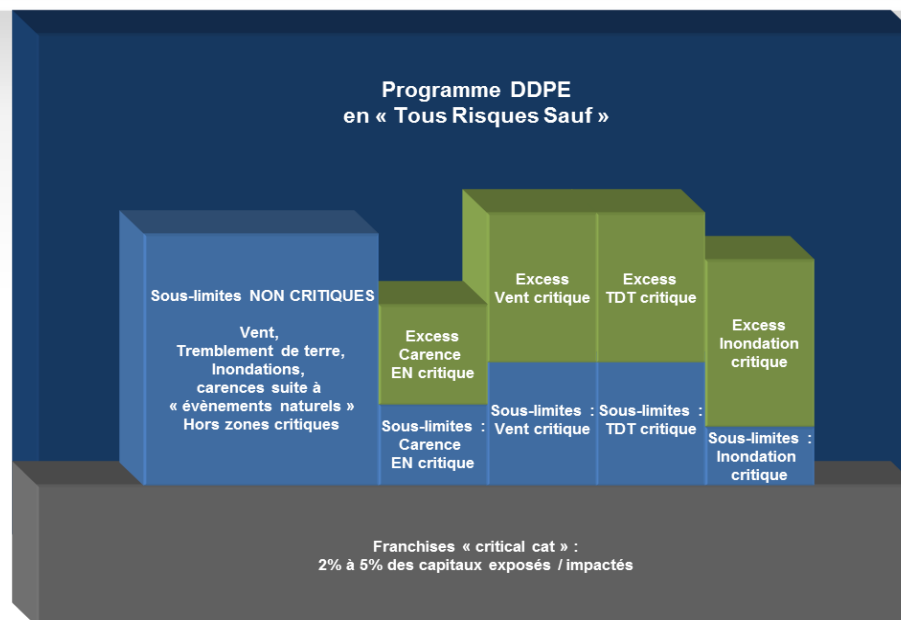 Programme DDPE
en « Tous Risques Sauf »
Sous-limites NON CRITIQUES
Vent,
Tremblement de terre,
Inondations,
carences suite à
« évènements naturels »
Hors zones critiques
Excess
Carence
EN critique
Sous-limites :
Carence
EN critique
Excess
Vent critique
Sous-limites :
Vent critique
Excess
TDT critique
Sous-limites :
TDT critique
Excess
Inondation
critique
Sous-limites :
Inondation
critique
Franchises « critical cat » :
2% à 5% des capitaux exposés / impactés